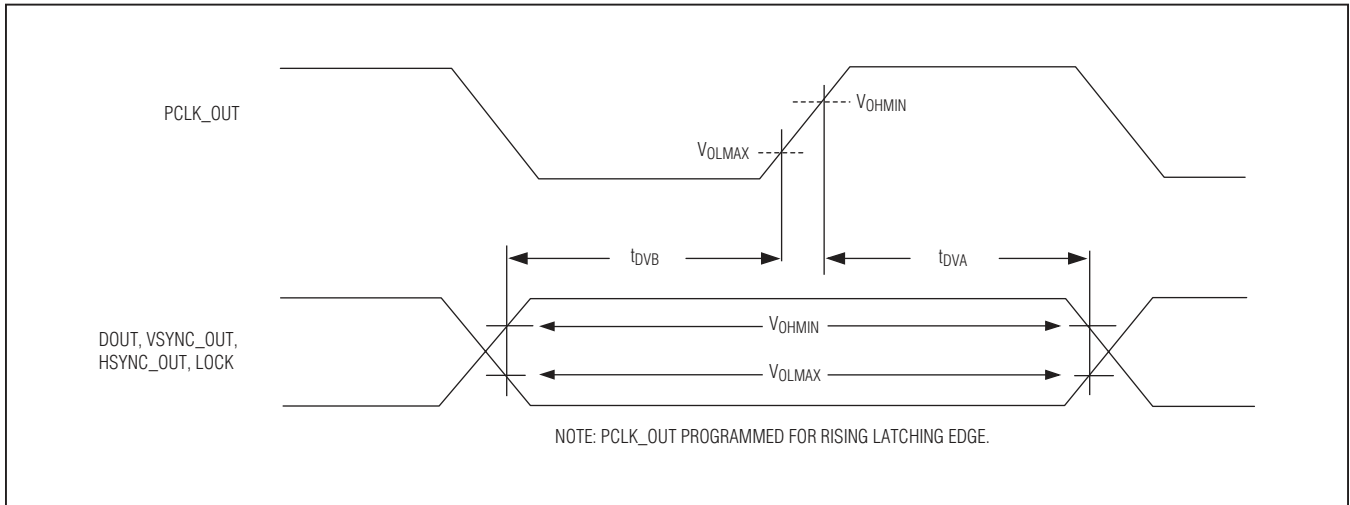 PCLK_OUT
VOHMIN
VOLMAX
tDVB
tDVA
DOUT, VSYNC_OUT,
HSYNC_OUT, LOCK
VOHMIN
VOLMAX
NOTE: PCLK_OUT PROGRAMMED FOR RISING LATCHING EDGE.